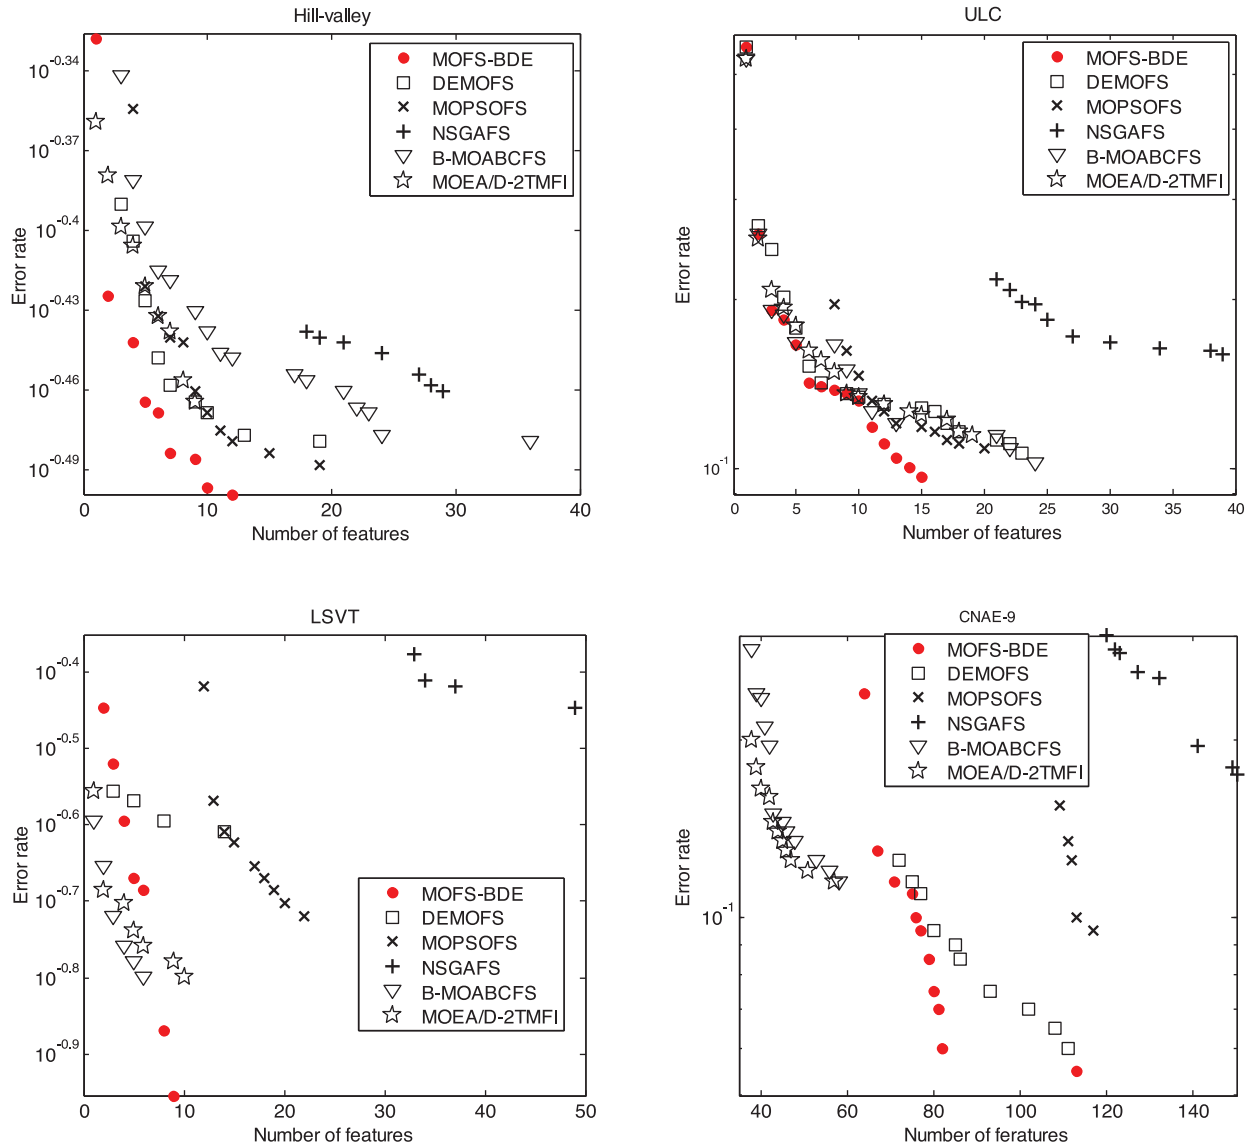 Hill-valley
10^-0.34
10^-0.37
10^-0.4
10^-0.43
10^-0.46
10^-0.49
Error rate
0 10 20 30 40
Number of features
MOFS-BDE
DEMOFS
MOPSOFS
NSGAFS
B-MOABCFS
MOEA/D-2TMFI
ULC
10^-1
Error rate
0 5 10 15 20 25 30 35 40
Number of features
MOFS-BDE
DEMOFS
MOPSOFS
NSGAFS
B-MOABCFS
MOEA/D-2TMFI
LSVT
10^-0.4
10^-0.5
10^-0.6
10^-0.7
10^-0.8
10^-0.9
Error rate
0 10 20 30 40 50
Number of features
MOFS-BDE
DEMOFS
MOPSOFS
NSGAFS
B-MOABCFS
MOEA/D-2TMFI
CNAE-9
10^-1
Error rate
40 60 80 100 120 140
Number of feratures
MOFS-BDE
DEMOFS
MOPSOFS
NSGAFS
B-MOABCFS
MOEA/D-2TMFI